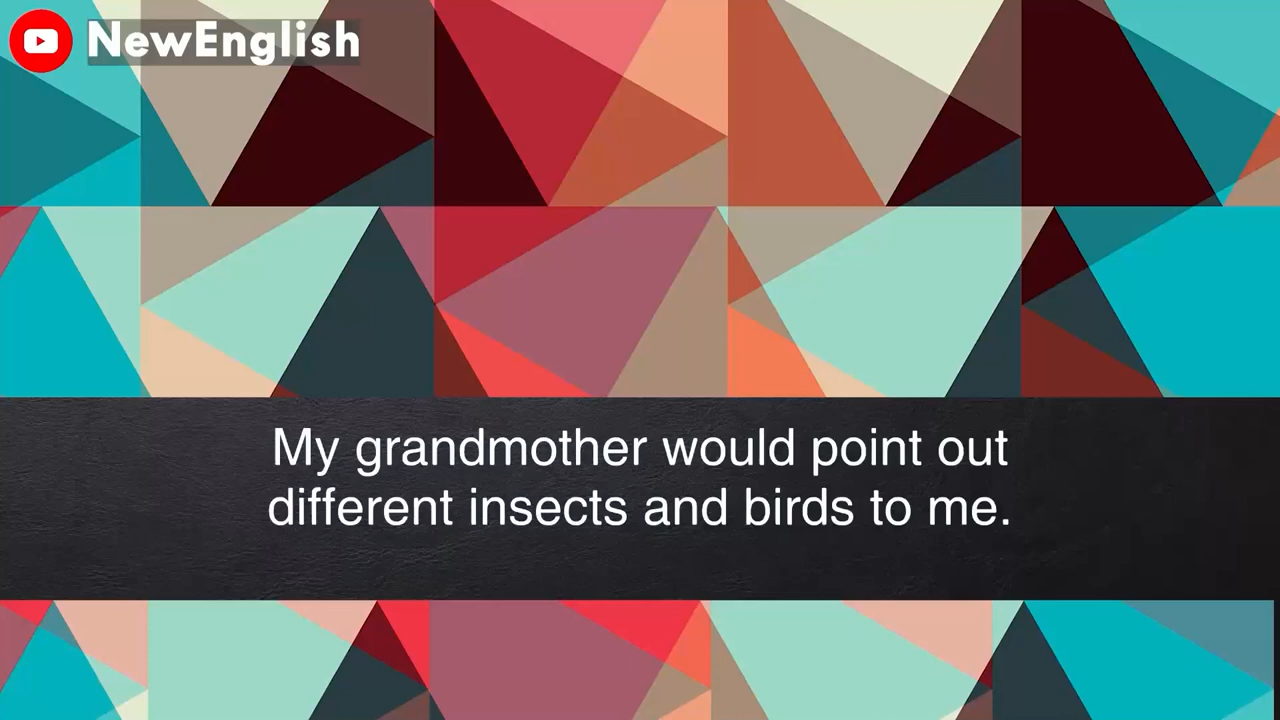 NewEnglish
My grandmother would point out
different insects and birds to me.